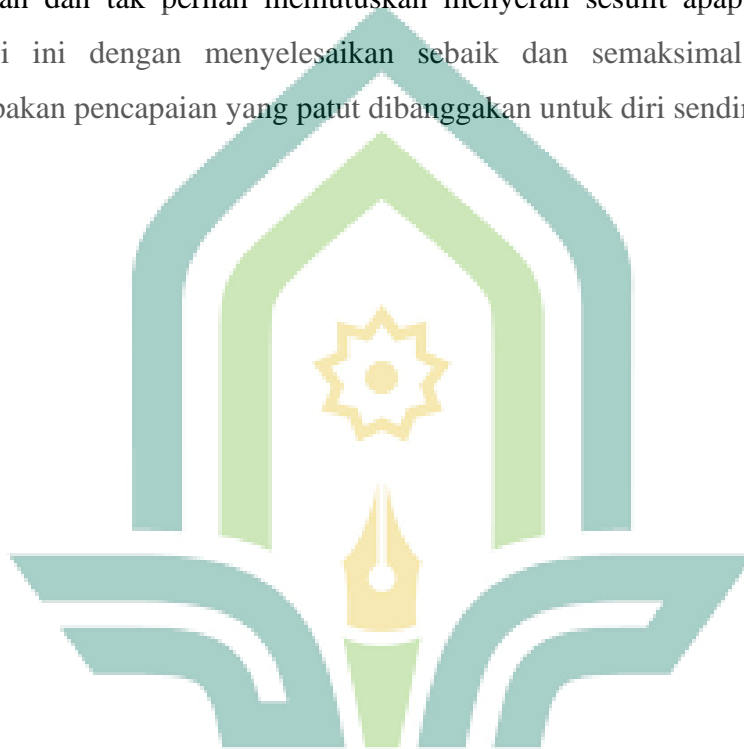 an dan tak pernah memutuskan menyerah sesulit apap
i ini dengan menyelesaikan sebaik dan semaksimal
pakan pencapaian yang patut dibanggakan untuk diri sendir